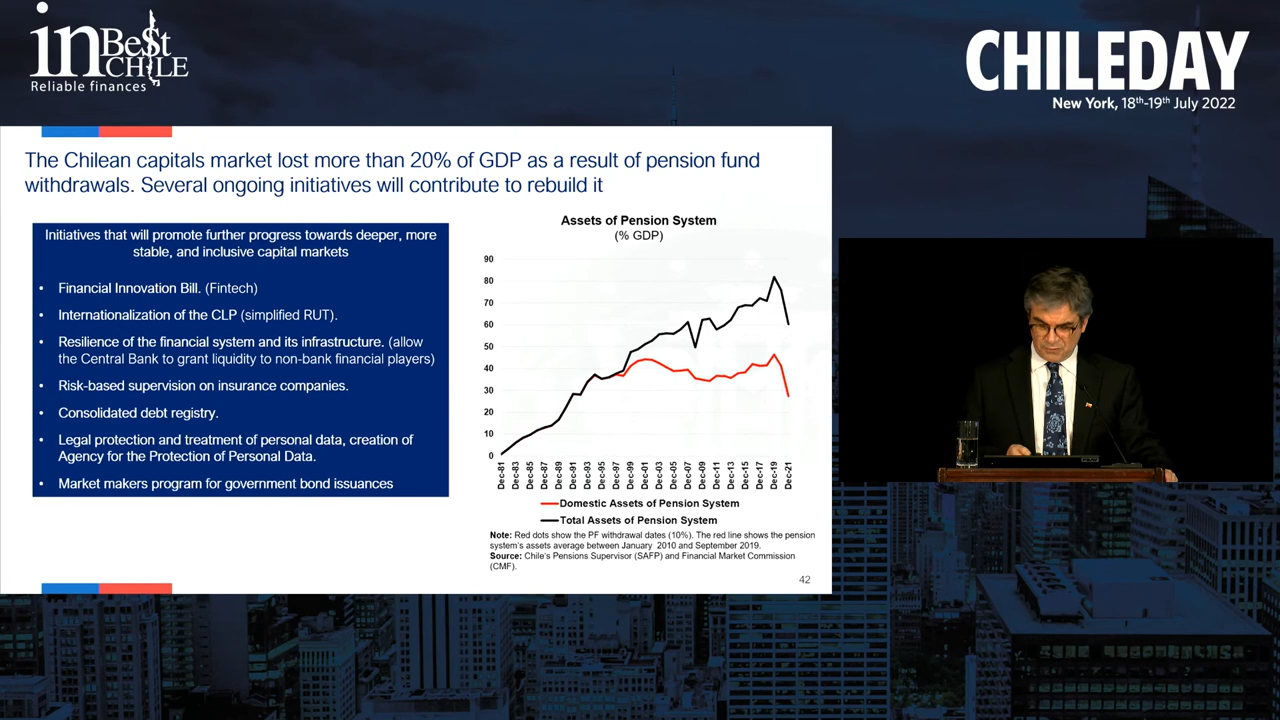 inBe$t
CHILE
Reliable finances
CHILEDAY
New York, 18th-19th July 2022
The Chilean capitals market lost more than 20% of GDP as a result of pension fund
withdrawals. Several ongoing initiatives will contribute to rebuild it
Initiatives that will promote further progress towards deeper, more
stable, and inclusive capital markets
• Financial Innovation Bill. (Fintech)
• Internationalization of the CLP (simplified RUT).
• Resilience of the financial system and its infrastructure. (allow
the Central Bank to grant liquidity to non-bank financial players)
• Risk-based supervision on insurance companies.
• Consolidated debt registry.
• Legal protection and treatment of personal data, creation of
Agency for the Protection of Personal Data.
• Market makers program for government bond issuances
Assets of Pension System
(% GDP)
90
80
70
60
50
40
30
20
10
0
Dec-81
Dec-83
Dec-85
Dec-87
Dec-89
Dec-91
Dec-93
Dec-95
Dec-97
Dec-99
Dec-01
Dec-03
Dec-05
Dec-07
Dec-09
Dec-11
Dec-13
Dec-15
Dec-17
Dec-19
Dec-21
Domestic Assets of Pension System
Total Assets of Pension System
Note: Red dots show the PF withdrawal dates (10%). The red line shows the pension
system's assets average between January 2010 and September 2019.
Source: Chile's Pensions Supervisor (SAFP) and Financial Market Commission
(CMF).
42